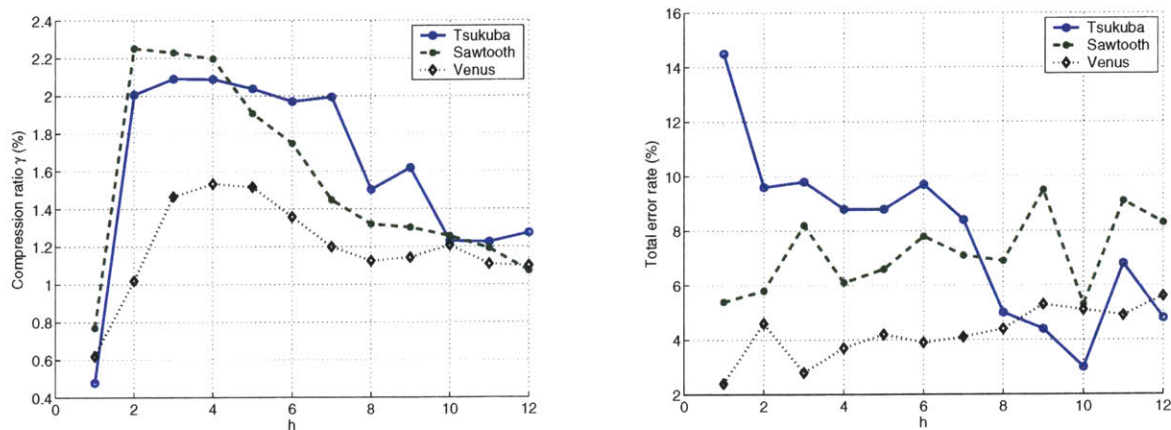 2.4
2.2
2
1.8
1.6
1.4
1.2
1
0.8
0.6
0.4
Compression ratio γ (%)
0 2 4 6 8 10 12
h
Tsukuba
Sawtooth
Venus
16
14
12
10
8
6
4
2
Total error rate (%)
0 2 4 6 8 10 12
h
Tsukuba
Sawtooth
Venus